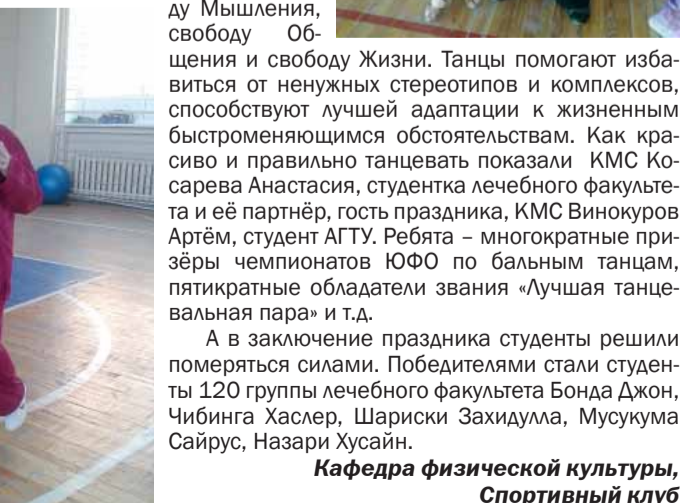 ду Мышления,
свободу Об-
щения и свободу Жизни. Танцы помогают изба-
виться от ненужных стереотипов и комплексов,
способствуют лучшей адаптации к жизненным
быстроменяющимся обстоятельствам. Как кра-
сиво и правильно танцевать показали КМС Ко-
сарева Анастасия, студентка лечебного факульте-
та и её партнёр, гость праздника, КМС Винокуров
Артём, студент АГТУ. Ребята – многократные при-
зёры чемпионатов ЮФО по бальным танцам,
пятикратные обладатели звания «Лучшая танце-
вальная пара» и т.д.
А в заключение праздника студенты решили
померяться силами. Победителями стали студен-
ты 120 группы лечебного факультета Бонда Джон,
Чибинга Хаслер, Шариски Захидулла, Мусукума
Сайрус, Назари Хусайн.
Кафедра физической культуры,
Спортивный клуб